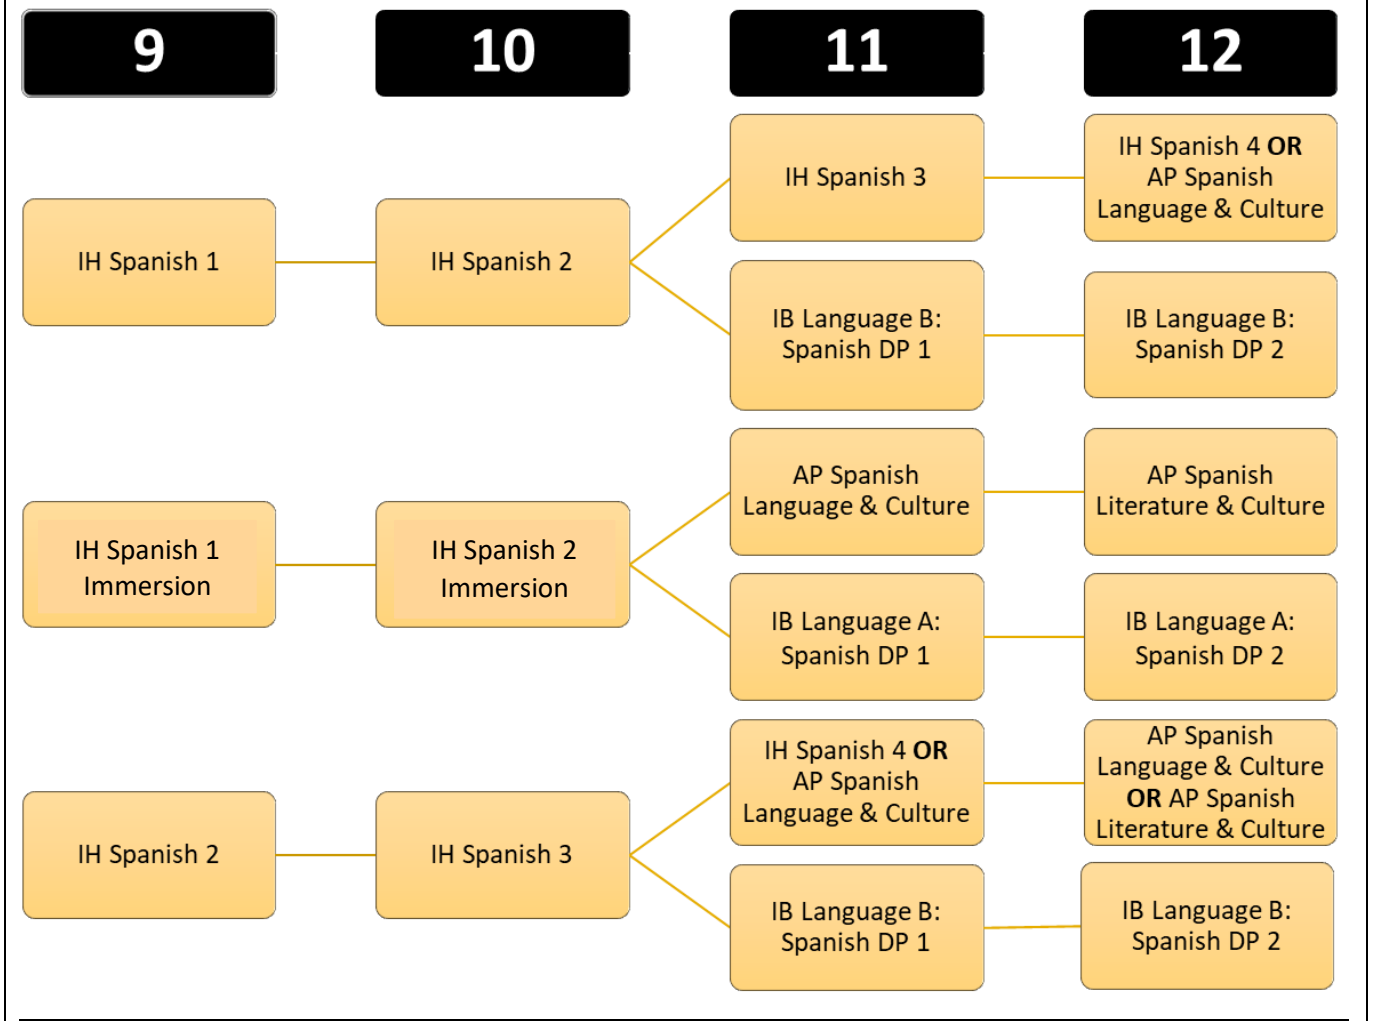 9
10
11
12
IH Spanish 1
IH Spanish 2
IH Spanish 3
IH Spanish 4 OR
AP Spanish
Language & Culture
IB Language B:
Spanish DP 1
IB Language B:
Spanish DP 2
IH Spanish 1
Immersion
IH Spanish 2
Immersion
AP Spanish
Language & Culture
AP Spanish
Literature & Culture
IB Language A:
Spanish DP 1
IB Language A:
Spanish DP 2
IH Spanish 2
IH Spanish 3
IH Spanish 4 OR
AP Spanish
Language & Culture
AP Spanish
Language & Culture
OR AP Spanish
Literature & Culture
IB Language B:
Spanish DP 1
IB Language B:
Spanish DP 2